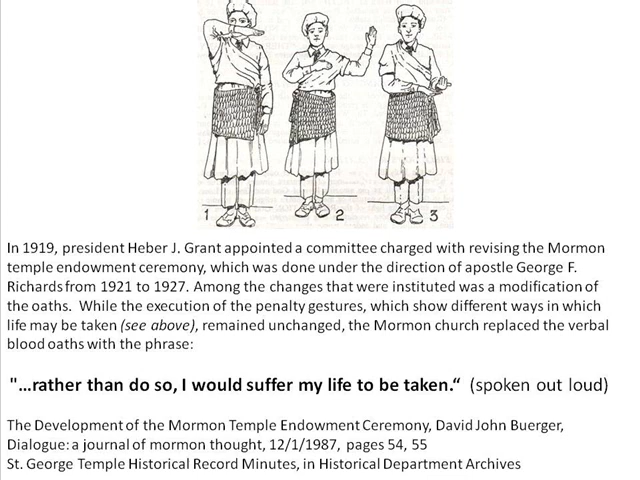 1 2 3
In 1919, president Heber J. Grant appointed a committee charged with revising the Mormon
temple endowment ceremony, which was done under the direction of apostle George F.
Richards from 1921 to 1927. Among the changes that were instituted was a modification of
the oaths. While the execution of the penalty gestures, which show different ways in which
life may be taken (see above), remained unchanged, the Mormon church replaced the verbal
blood oaths with the phrase:
"...rather than do so, I would suffer my life to be taken.“ (spoken out loud)
The Development of the Mormon Temple Endowment Ceremony, David John Buerger,
Dialogue: a journal of mormon thought, 12/1/1987, pages 54, 55
St. George Temple Historical Record Minutes, in Historical Department Archives